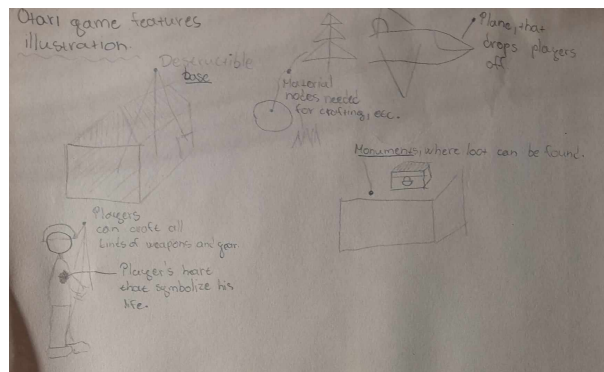 Otari game features
illustration
Destructible
base
Material
nodes needed
for crafting, etc.
Plane, that
drops players
off
Monuments, where loot can be found.
Players
can craft all
kinds of weapons and gear
Player's heart
that symbolize his
life.